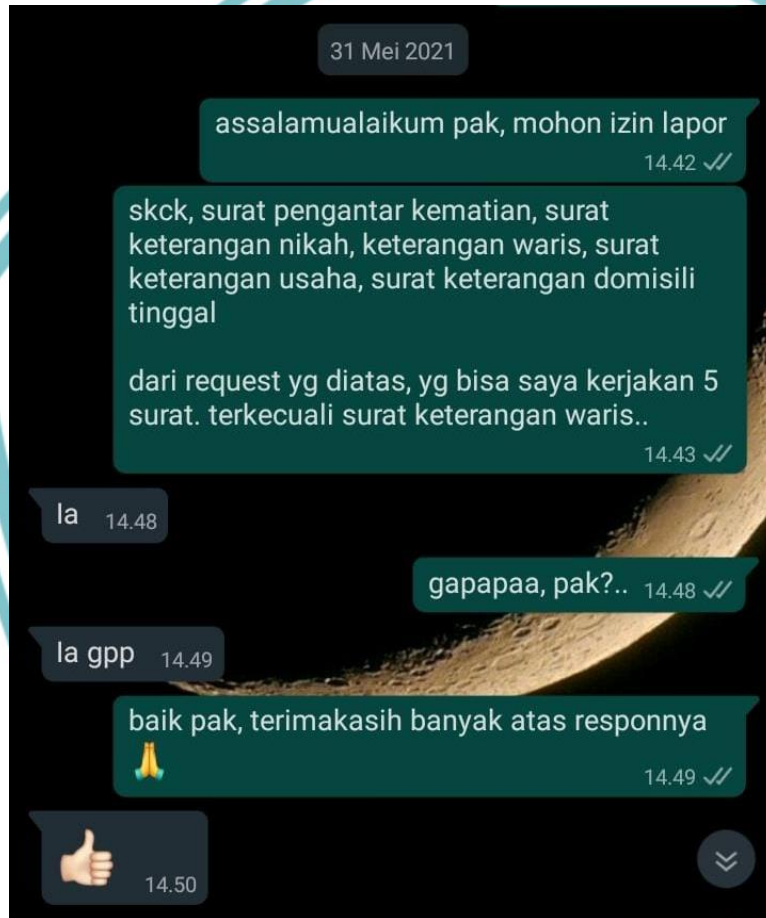 31 Mei 2021
assalamualaikum pak, mohon izin lapor
14.42
skck, surat pengantar kematian, surat
keterangan nikah, keterangan waris, surat
keterangan usaha, surat keterangan domisili
tinggal
dari request yg diatas, yg bisa saya kerjakan 5
surat. terkecuali surat keterangan waris..
14.43
Ia 14.48
gapapaa, pak?.. 14.48
Ia gpp 14.49
baik pak, terimakasih banyak atas responnya
🙏
14.49
👍🏻 14.50